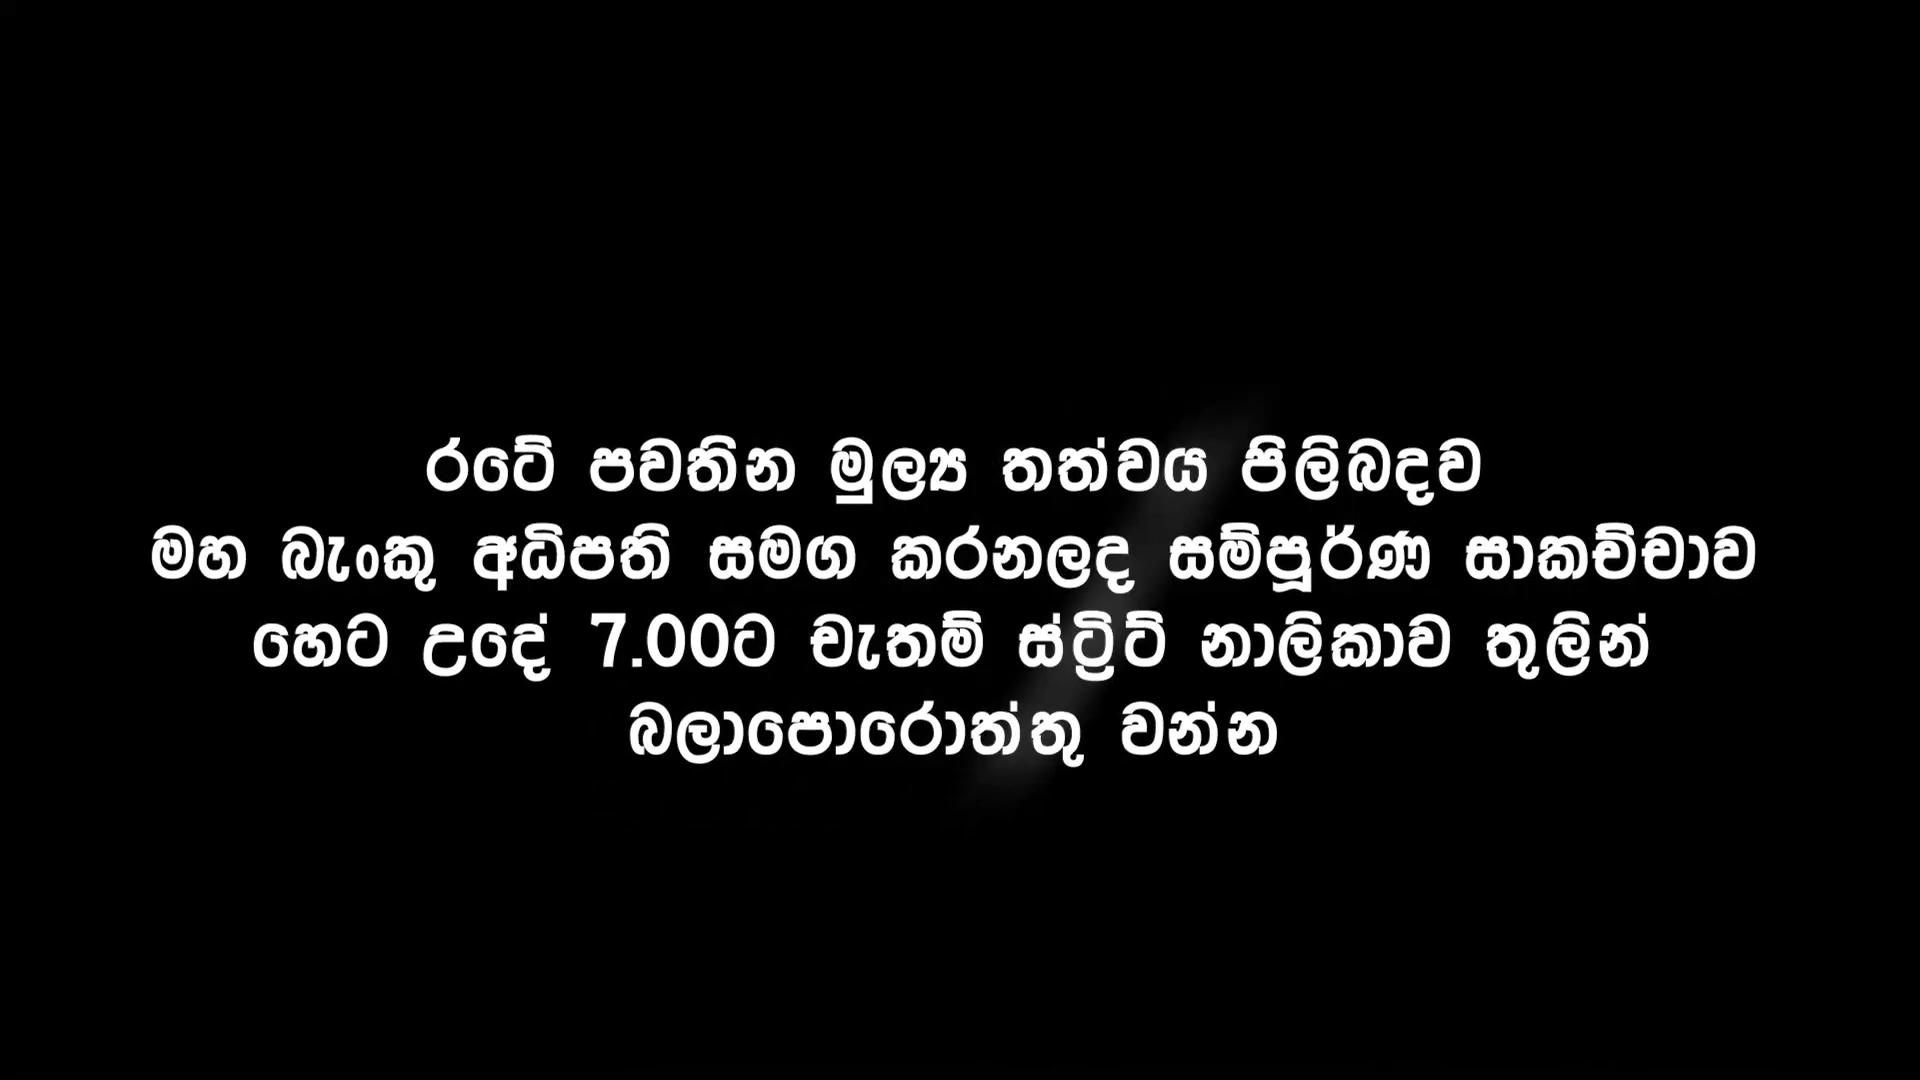 රටේ පවතින මුල්‍ය තත්වය පිලිබදව
මහ බැංකු අධිපති සමග කරනලද සම්පූර්ණ සාකච්චාව
හෙට උදේ 7.00ට චැතම් ස්ට්‍රිට් නාලිකාව තුලින්
බලාපොරොත්තු වන්න